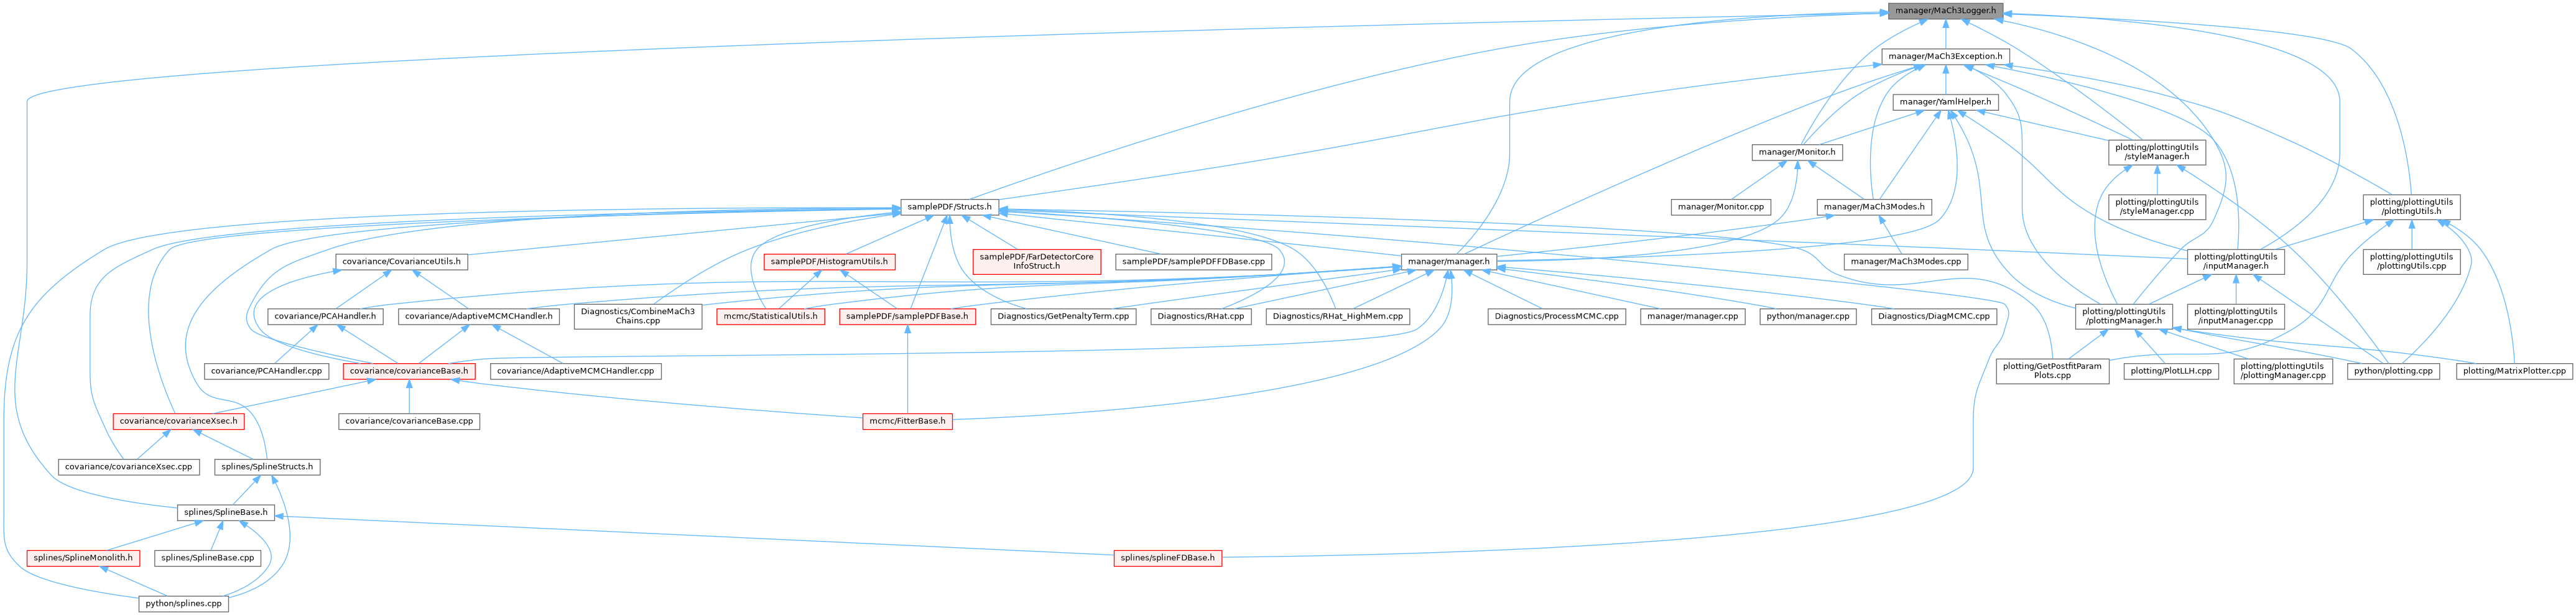 manager/MaCh3Logger.h
manager/MaCh3Exception.h
manager/YamlHelper.h
manager/Monitor.h
plotting/plottingUtils
/styleManager.h
samplePDF/Structs.h
manager/Monitor.cpp
manager/MaCh3Modes.h
plotting/plottingUtils
/styleManager.cpp
plotting/plottingUtils
/plottingUtils.h
covariance/CovarianceUtils.h
samplePDF/HistogramUtils.h
samplePDF/FarDetectorCore
InfoStruct.h
samplePDF/samplePDFFDBase.cpp
manager/manager.h
manager/MaCh3Modes.cpp
plotting/plottingUtils
/inputManager.h
plotting/plottingUtils
/plottingUtils.cpp
covariance/PCAHandler.h
covariance/AdaptiveMCMCHandler.h
Diagnostics/CombineMaCh3
Chains.cpp
mcmc/StatisticalUtils.h
samplePDF/samplePDFBase.h
Diagnostics/GetPenaltyTerm.cpp
Diagnostics/RHat.cpp
Diagnostics/RHat_HighMem.cpp
Diagnostics/ProcessMCMC.cpp
manager/manager.cpp
python/manager.cpp
Diagnostics/DiagMCMC.cpp
plotting/plottingUtils
/plottingManager.h
plotting/plottingUtils
/inputManager.cpp
covariance/PCAHandler.cpp
covariance/covarianceBase.h
covariance/AdaptiveMCMCHandler.cpp
plotting/GetPostfitParam
Plots.cpp
plotting/PlotLLH.cpp
plotting/plottingUtils
/plottingManager.cpp
python/plotting.cpp
plotting/MatrixPlotter.cpp
covariance/covarianceXsec.h
covariance/covarianceBase.cpp
mcmc/FitterBase.h
covariance/covarianceXsec.cpp
splines/SplineStructs.h
splines/SplineBase.h
splines/SplineMonolith.h
splines/SplineBase.cpp
splines/splineFDBase.h
python/splines.cpp